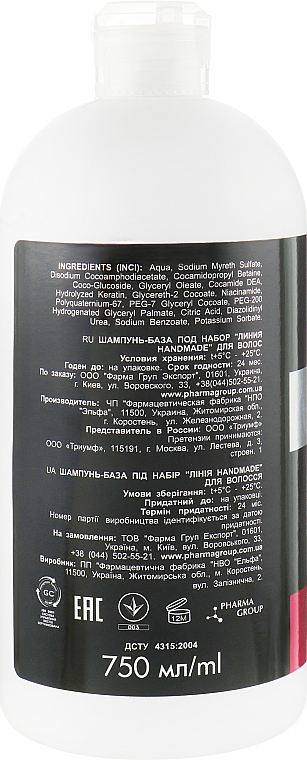 INGREDIENTS (INCI): Aqua, Sodium Myreth Sulfate,
Disodium Cocoamphodiacetate, Cocamidopropyl Betaine,
Coco-Glucoside, Glyceryl Oleate, Cocamide DEA,
Hydrolyzed Keratin, Glycereth-2 Cocoate, Niacinamide,
Polyquaternium-67, PEG-7 Glyceryl Cocoate, PEG-200
Hydrogenated Glyceryl Palmate, Citric Acid, Diazolidinyl
Urea, Sodium Benzoate, Potassium Sorbate.
RU ШАМПУНЬ-БАЗА ПОД НАБОР "ЛИНИЯ
HANDMADE" ДЛЯ ВОЛОС
Условия хранения: t+5°C - +25°C.
Годен до: на упаковке. Срок годности: 24 мес.
По заказу: ООО "Фарма Груп Экспорт", 01601, Украина,
г. Киев, ул. Воровского, 33/+38(044)502-55-21.
www.pharmagroup.com.ua
Производитель: ЧП "Фармацевтическая фабрика "НПО
"Эльфа", 11500, Украина, Житомирская обл.,
г. Коростень, ул. Железнодорожная, 2.
Представитель в России: ООО «Триумф»
Претензии принимаются:
ООО «Триумф», 115191, г. Москва, ул. Лестева, д. 3,
строен. 1
UA ШАМПУНЬ-БАЗА ПІД НАБІР "ЛІНІЯ HANDMADE"
ДЛЯ ВОЛОССЯ
Умови зберігання: t+5°C - +25°C.
Придатний до: на упаковці.
Термін придатності: 24 мес.
Номер партії виробництва ідентифікується за датою
придатності.
На замовлення: ТОВ "Фарма Груп Експорт", 01601,
Україна, м. Київ, вул. Воровського, 33,
+38 (044) 502-55-21. www.pharmagroup.com.ua
Виробник: ПП "Фармацевтична фабрика "НВО "Ельфа",
11500, Україна, Житомирська обл., м. Коростень,
вул. Залізнична, 2.
GC
EAC
003
12M
PHARMA
GROUP
ДСТУ 4315:2004
750 мл/ml